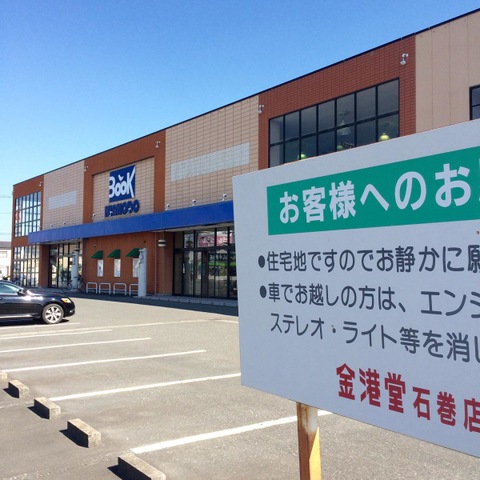 BOOK
お客様へのお
●住宅地ですのでお静かに願
●車でお越しの方は、エンジ
ステレオ・ライト等を消し
金港堂石巻店